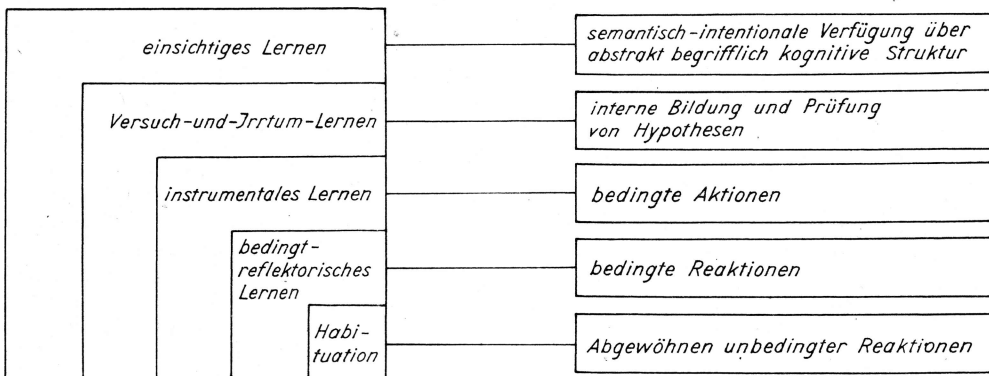 einsichtiges Lernen
semantisch-intentionale Verfügung über
abstrakt begrifflich kognitive Struktur
Versuch-und-Irrtum-Lernen
interne Bildung und Prüfung
von Hypothesen
instrumentales Lernen
bedingte Aktionen
bedingt-
reflektorisches
Lernen
bedingte Reaktionen
Habi-
tuation
Abgewöhnen unbedingter Reaktionen